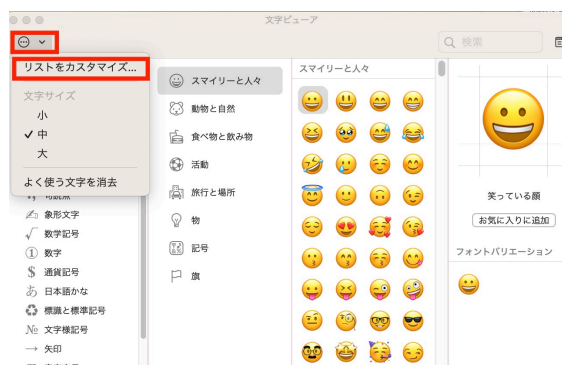 文字ビューア
検索
リストをカスタマイズ...
文字サイズ
小
✓ 中
大
よく使う文字を消去
象形文字
√ 数学記号
① 数字
$ 通貨記号
あ 日本語かな
標識と標準記号
№ 文字様記号
→ 矢印
スマイリーと人々
動物と自然
食べ物と飲み物
活動
旅行と場所
物
記号
旗
スマイリーと人々
笑っている顔
お気に入りに追加
フォントバリエーション